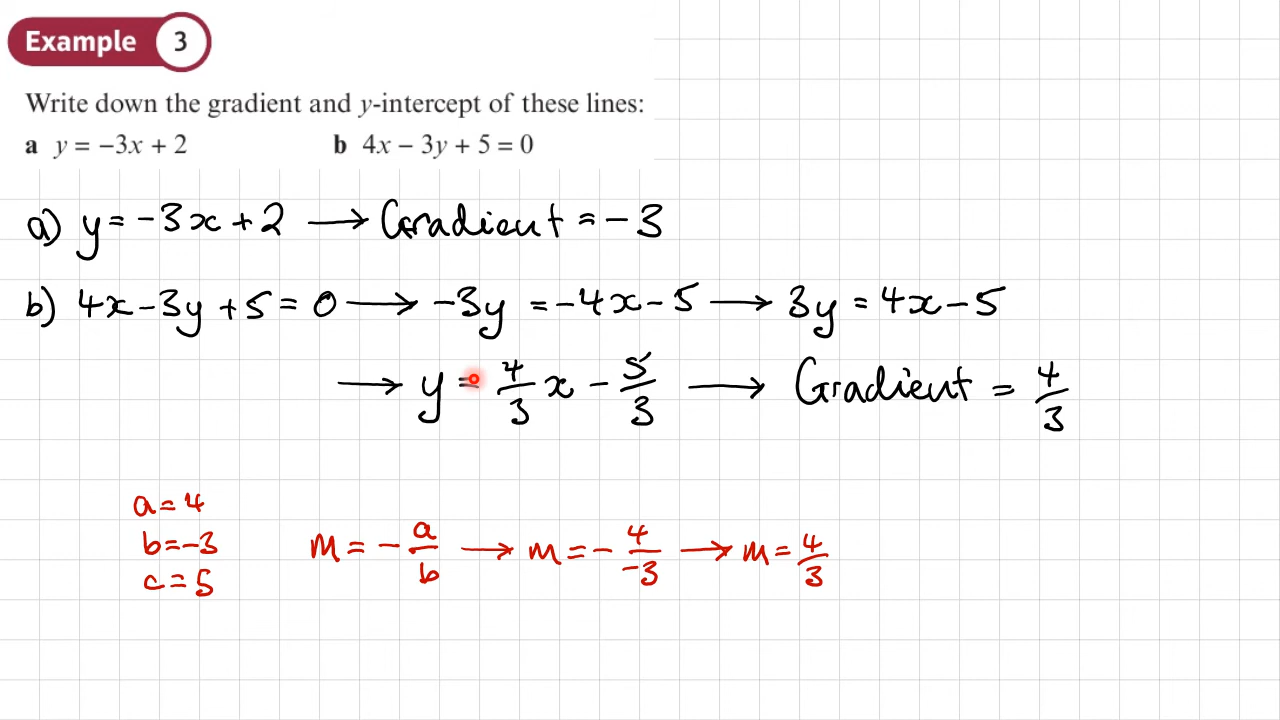 Example 3
Write down the gradient and y-intercept of these lines:
a y = −3x + 2 b 4x − 3y + 5 = 0
a) y = -3x + 2 → Gradient = -3
b) 4x - 3y + 5 = 0 → -3y = -4x - 5 → 3y = 4x - 5
→ y = 4/3 x - 5/3 → Gradient = 4/3
a = 4
b = -3
c = 5
m = - a/b → m = - 4/-3 → m = 4/3